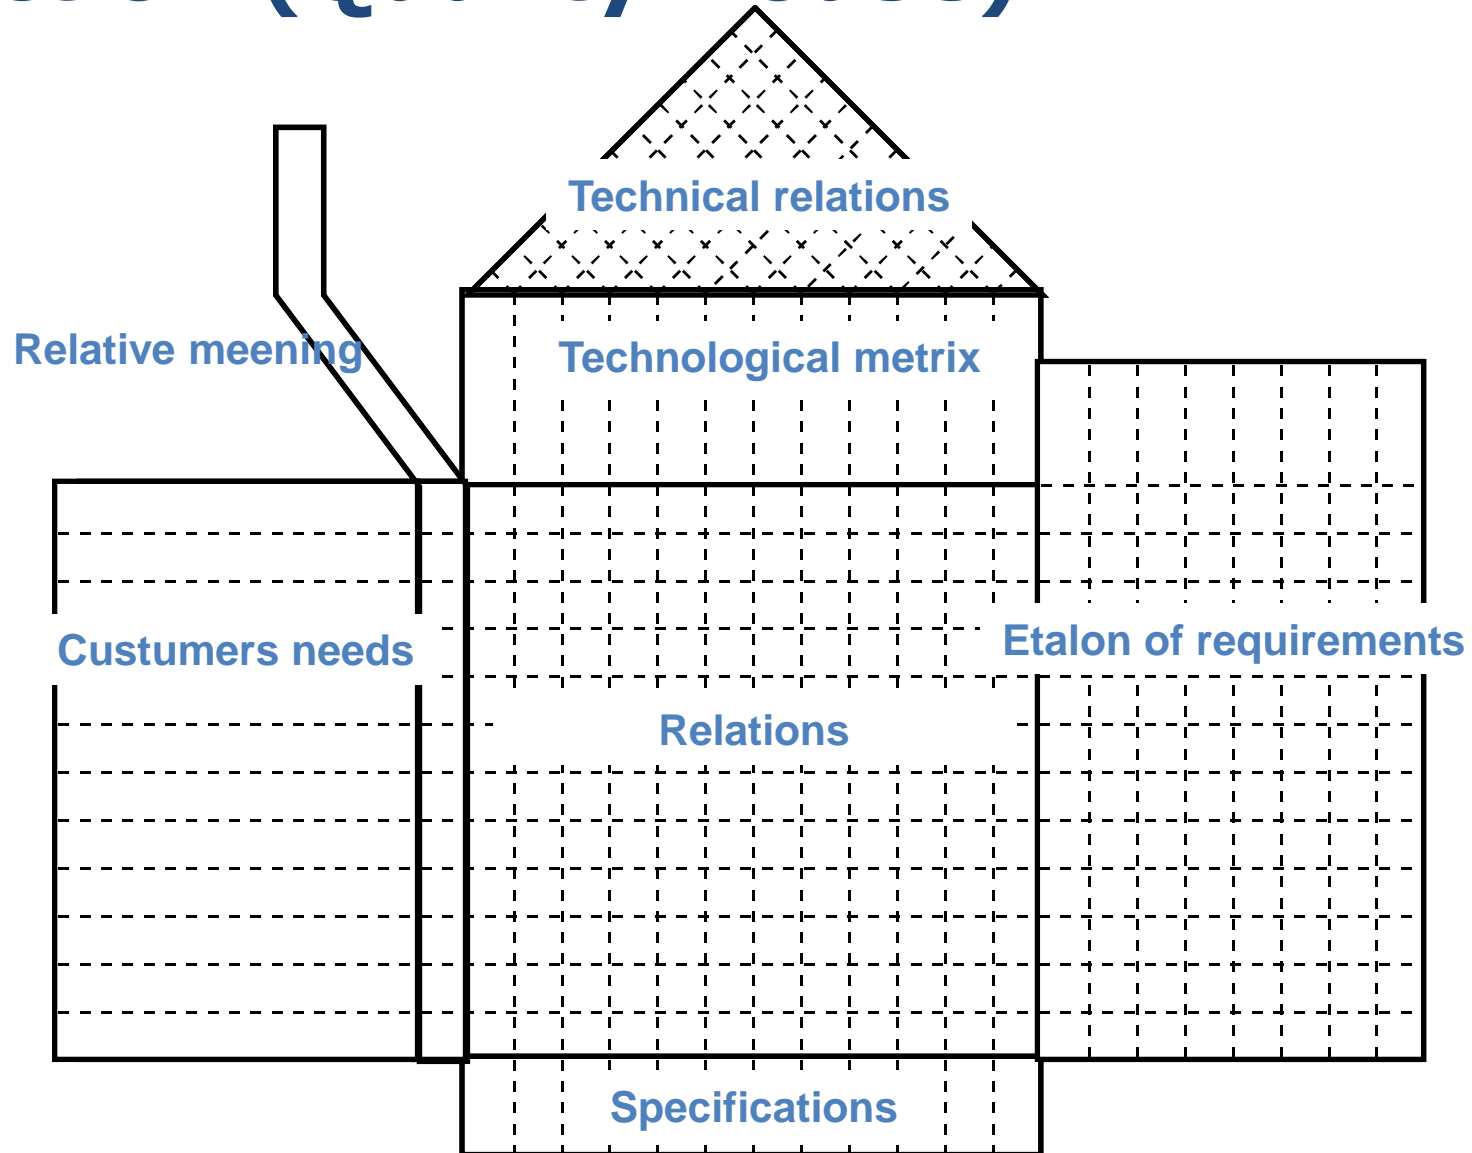 Technical relations
Relative meening
Technological metrix
Custumers needs
Etalon of requirements
Relations
Specifications